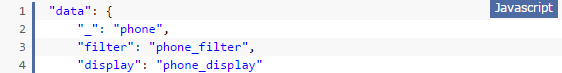 Javascript
1 "data": {
2 "_": "phone",
3 "filter": "phone_filter",
4 "display": "phone_display"